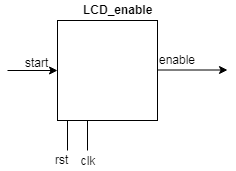 LCD_enable
start
enable
rst clk